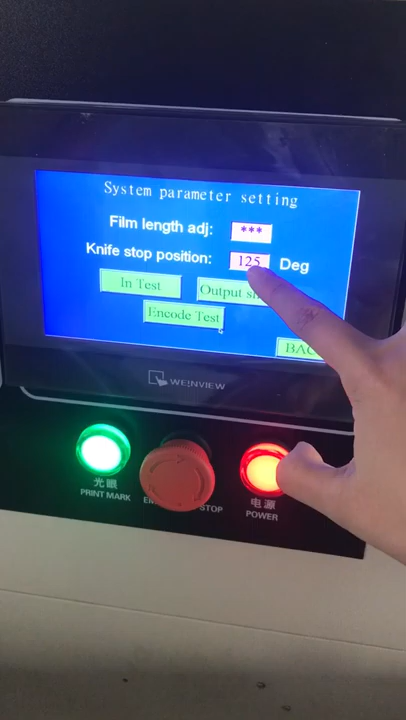 System parameter setting
Film length adj: ***
Knife stop position: 125 Deg
In Test
Output
Encode Test
WEINVIEW
光眼
PRINT MARK
STOP
电源
POWER